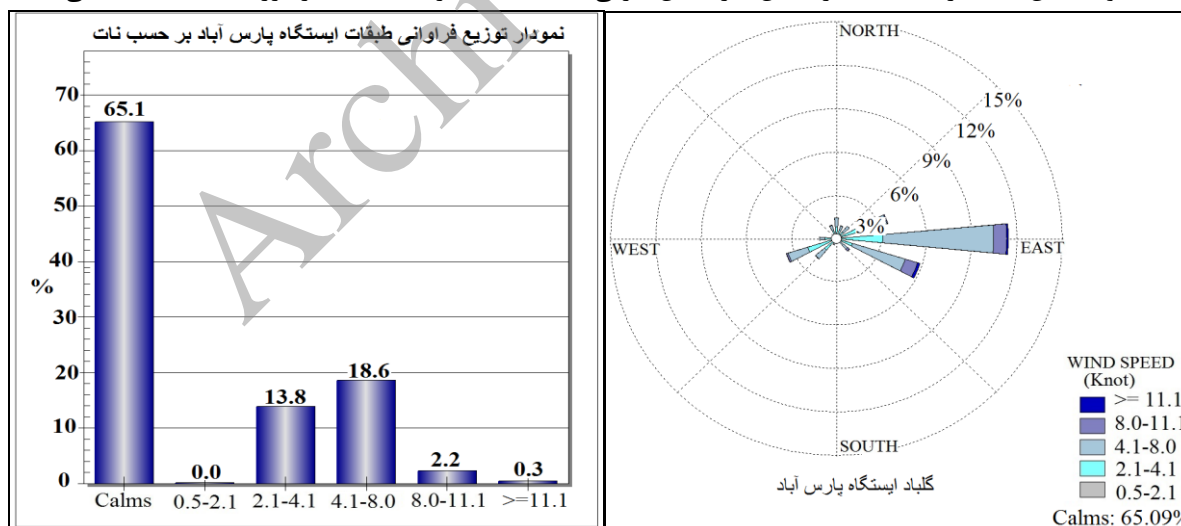 نمودار توزیع فراوانی طبقات ایستگاه پارس آباد بر حسب نات
70
60
50
40
%
30
20
10
0
65.1
0.0
13.8
18.6
2.2
0.3
Calms 0.5-2.1 2.1-4.1 4.1-8.0 8.0-11.1 >=11.1
Archi
NORTH
15%
12%
9%
6%
3%
WEST
EAST
SOUTH
گلباد ایستگاه پارس آباد
WIND SPEED
(Knot)
>= 11.1
8.0-11.1
4.1-8.0
2.1-4.1
0.5-2.1
Calms: 65.09%